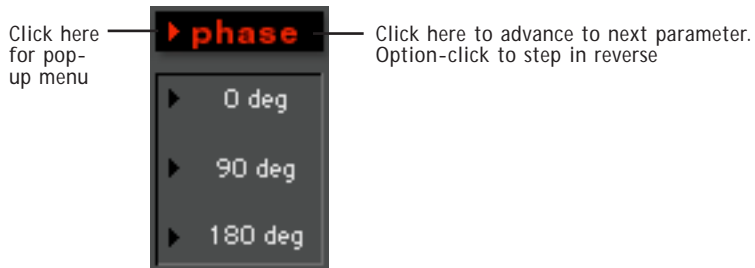 Click here
for pop-
up menu
phase
Click here to advance to next parameter.
Option-click to step in reverse
0 deg
90 deg
180 deg